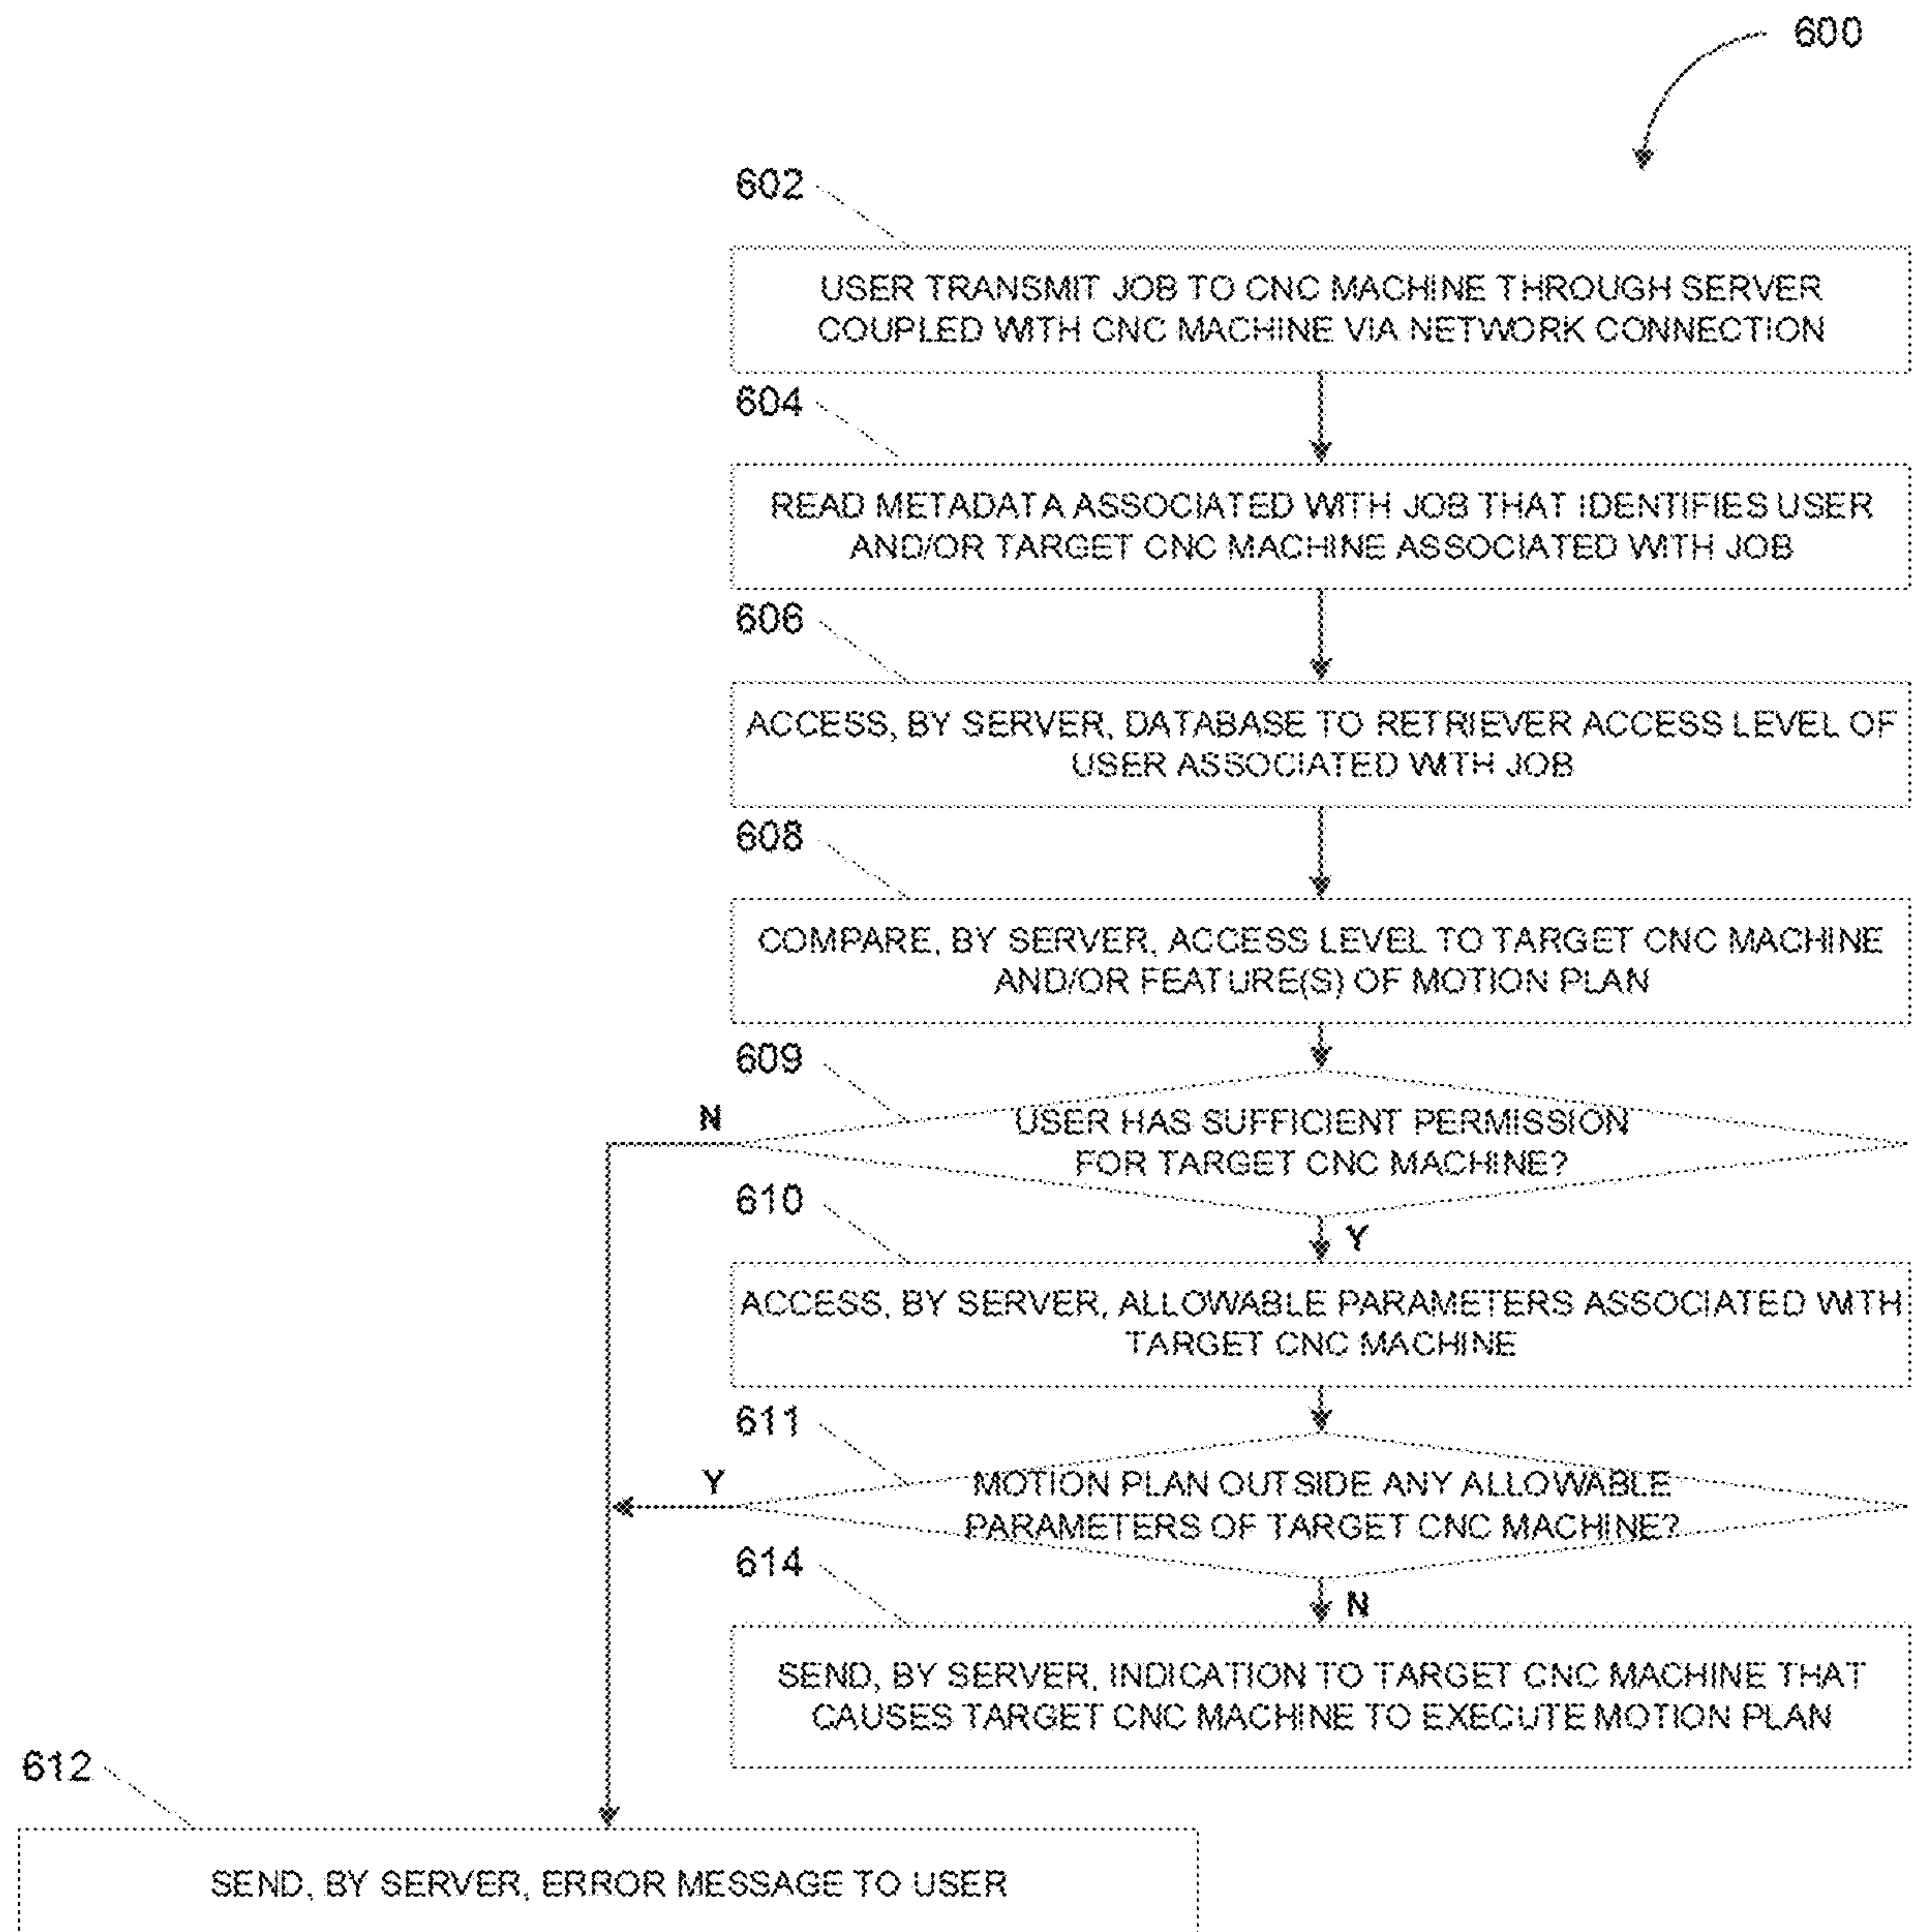 600
602
USER TRANSMIT JOB TO CNC MACHINE THROUGH SERVER
COUPLED WITH CNC MACHINE VIA NETWORK CONNECTION
604
READ METADATA ASSOCIATED WITH JOB THAT IDENTIFIES USER
AND/OR TARGET CNC MACHINE ASSOCIATED WITH JOB
606
ACCESS, BY SERVER, DATABASE TO RETRIEVER ACCESS LEVEL OF
USER ASSOCIATED WITH JOB
608
COMPARE, BY SERVER, ACCESS LEVEL TO TARGET CNC MACHINE
AND/OR FEATURE(S) OF MOTION PLAN
609
N
USER HAS SUFFICIENT PERMISSION
FOR TARGET CNC MACHINE?
610
Y
ACCESS, BY SERVER, ALLOWABLE PARAMETERS ASSOCIATED WITH
TARGET CNC MACHINE
611
Y
MOTION PLAN OUTSIDE ANY ALLOWABLE
PARAMETERS OF TARGET CNC MACHINE?
614
N
SEND, BY SERVER, INDICATION TO TARGET CNC MACHINE THAT
CAUSES TARGET CNC MACHINE TO EXECUTE MOTION PLAN
612
SEND, BY SERVER, ERROR MESSAGE TO USER